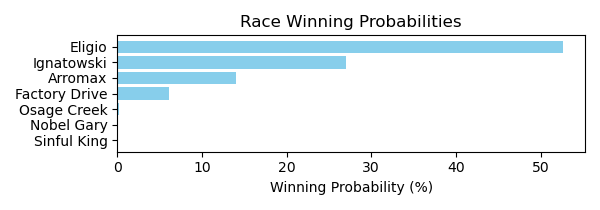 Race Winning Probabilities
Eligio
Ignatowski
Arromax
Factory Drive
Osage Creek
Nobel Gary
Sinful King
0 10 20 30 40 50
Winning Probability (%)